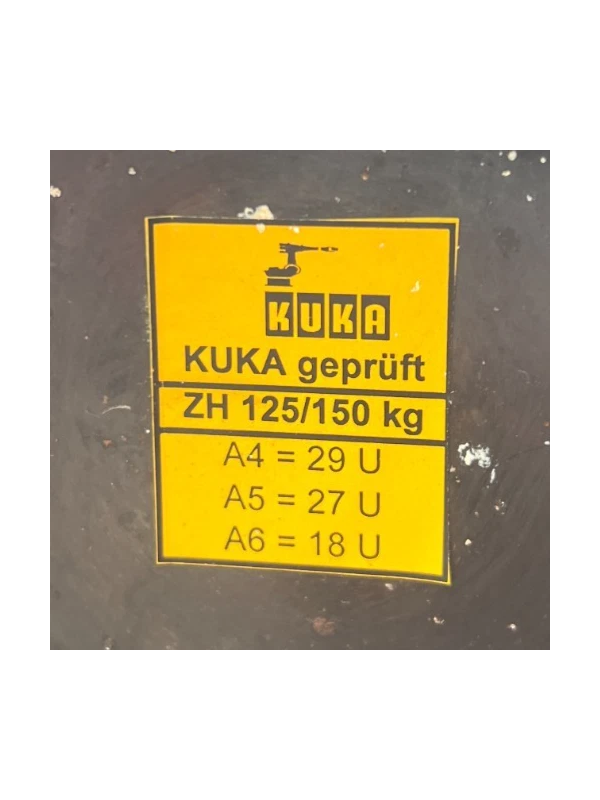 KUKA
KUKA geprüft
ZH 125/150 kg
A4 = 29 U
A5 = 27 U
A6 = 18 U